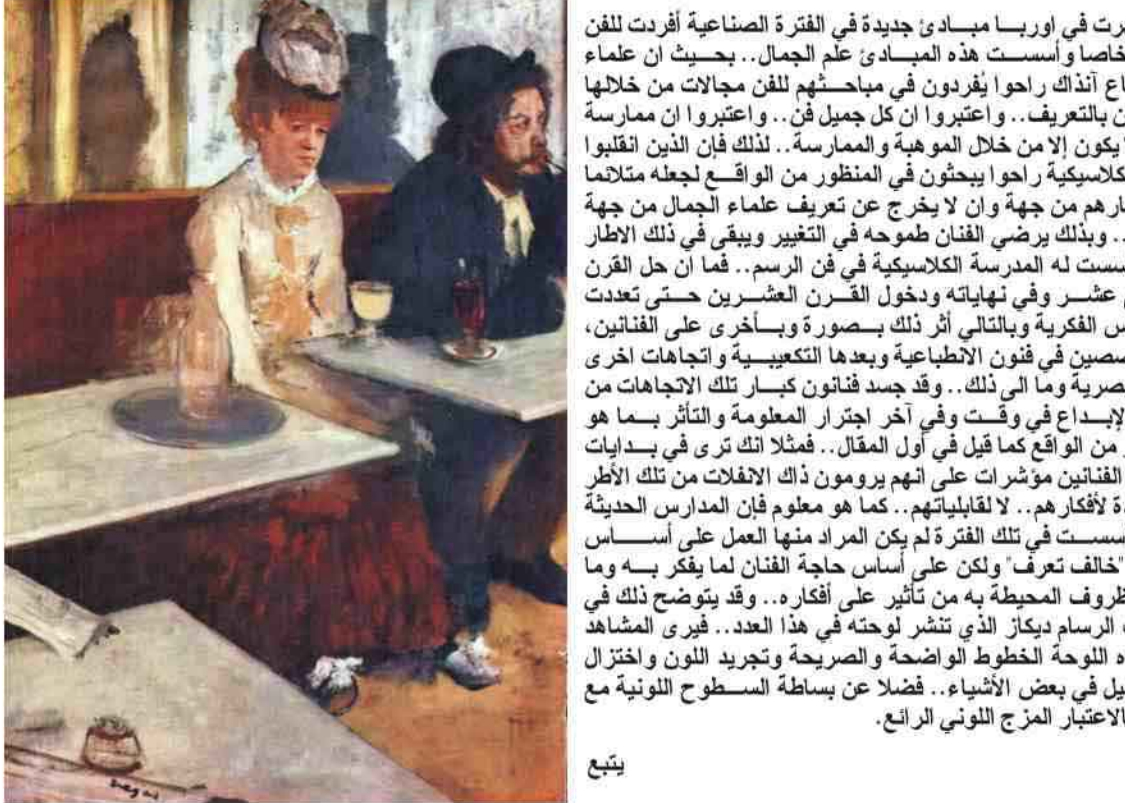 رت في اوربا مبادئ جديدة في الفترة الصناعية أفردت للفن
خاصا وأسست هذه المبادئ علم الجمال.. بحيث ان علماء
اع آنذاك راحوا يُفردون في مباحثهم للفن مجالات من خلالها
ن بالتعريف.. واعتبروا ان كل جميل فن.. واعتبروا ان ممارسة
يكون إلا من خلال الموهبة والممارسة.. لذلك فإن الذين انقلبوا
كلاسيكية راحوا يبحثون في المنظور من الواقع لجعله متلائما
ارهم من جهة وان لا يخرج عن تعريف علماء الجمال من جهة
.. وبذلك يرضي الفنان طموحه في التغيير ويبقى في ذلك الاطار
سست له المدرسة الكلاسيكية في فن الرسم.. فما ان حل القرن
عشر وفي نهاياته ودخول القرن العشرين حتى تعددت
س الفكرية وبالتالي أثر ذلك بصورة وبأخرى على الفنانين،
صصين في فنون الانطباعية وبعدها التكعيبية واتجاهات اخرى
صرية وما الى ذلك.. وقد جسد فنانون كبار تلك الاتجاهات من
لإبداع في وقت وفي آخر اجترار المعلومة والتأثر بما هو
من الواقع كما قيل في أول المقال.. فمثلا انك ترى في بدايات
الفنانين مؤشرات على انهم يرومون ذاك الانفلات من تلك الأطر
ة لأفكارهم.. لا لقابلياتهم.. كما هو معلوم فإن المدارس الحديثة
سست في تلك الفترة لم يكن المراد منها العمل على أساس
"خالف تعرف" ولكن على أساس حاجة الفنان لما يفكر به وما
ظروف المحيطة به من تأثير على أفكاره.. وقد يتوضح ذلك في
الرسام ديكاز الذي تنشر لوحته في هذا العدد.. فيرى المشاهد
ه اللوحة الخطوط الواضحة والصريحة وتجريد اللون واختزال
يل في بعض الأشياء.. فضلا عن بساطة السطوح اللونية مع
الاعتبار المزج اللوني الرائع.
يتبع
Degas